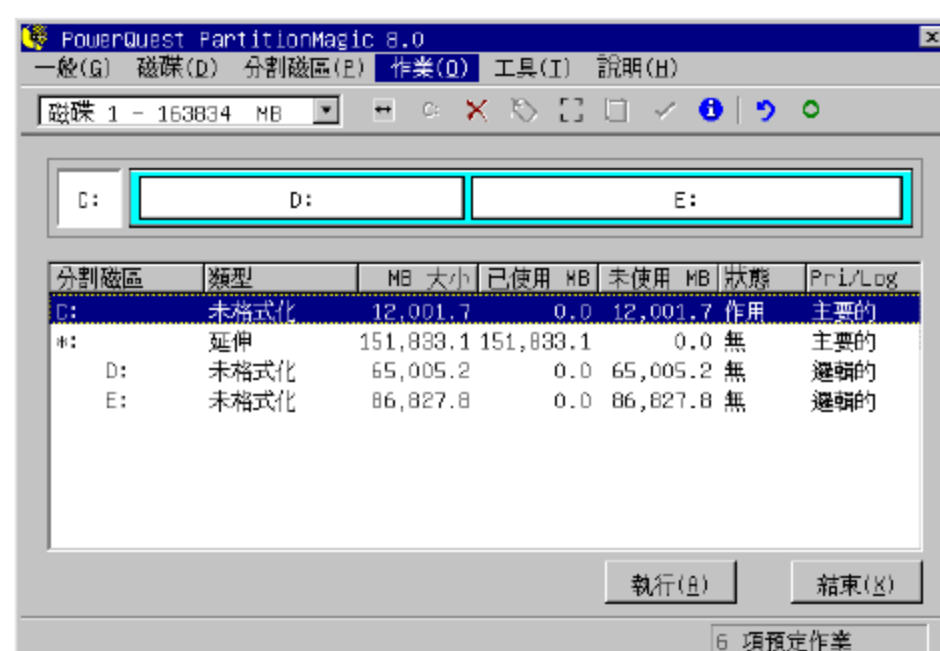 PowerQuest PartitionMagic 8.0
一般(G) 磁碟(D) 分割磁區(P) 作業(O) 工具(I) 說明(H)
磁碟 1 - 163834 MB
C: D: E:
分割磁區 類型 MB 大小 已使用 MB 未使用 MB 狀態 Pri/Log
C: 未格式化 12,001.7 0.0 12,001.7 作用 主要的
*: 延伸 151,833.1 151,833.1 0.0 無 主要的
D: 未格式化 65,005.2 0.0 65,005.2 無 邏輯的
E: 未格式化 86,827.8 0.0 86,827.8 無 邏輯的
執行(A) 結束(X)
6 項預定作業